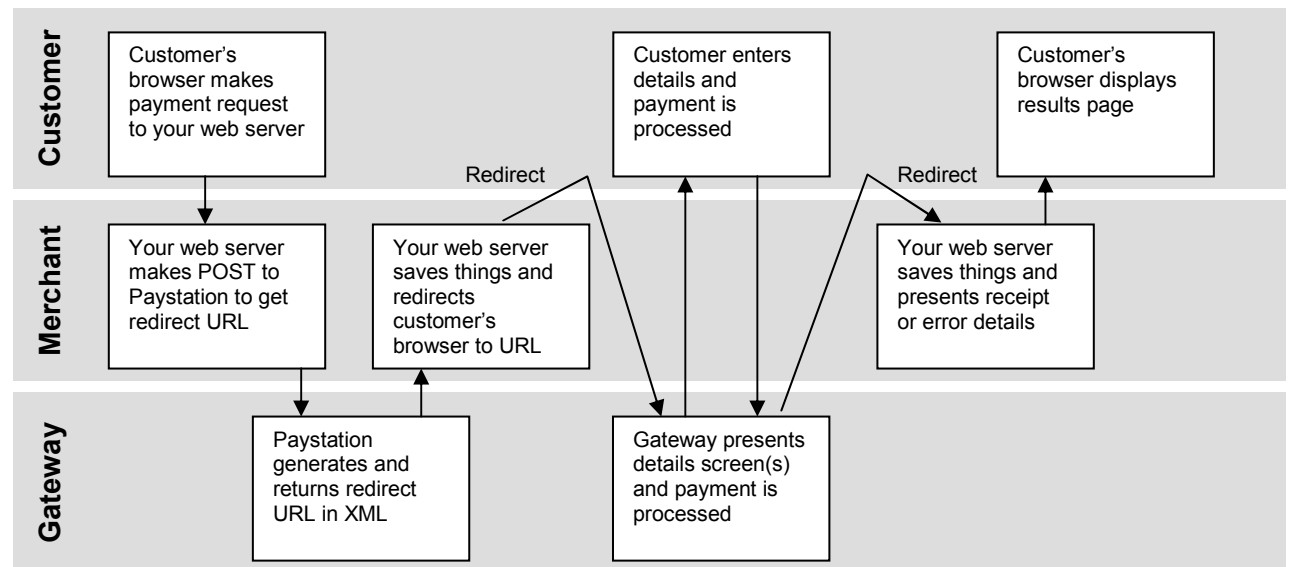 Customer
Customer's
browser makes
payment request
to your web server
Customer enters
details and
payment is
processed
Customer's
browser displays
results page
Redirect
Redirect
Merchant
Your web server
makes POST to
Paystation to get
redirect URL
Your web server
saves things and
redirects
customer's
browser to URL
Your web server
saves things and
presents receipt
or error details
Gateway
Paystation
generates and
returns redirect
URL in XML
Gateway presents
details screen(s)
and payment is
processed